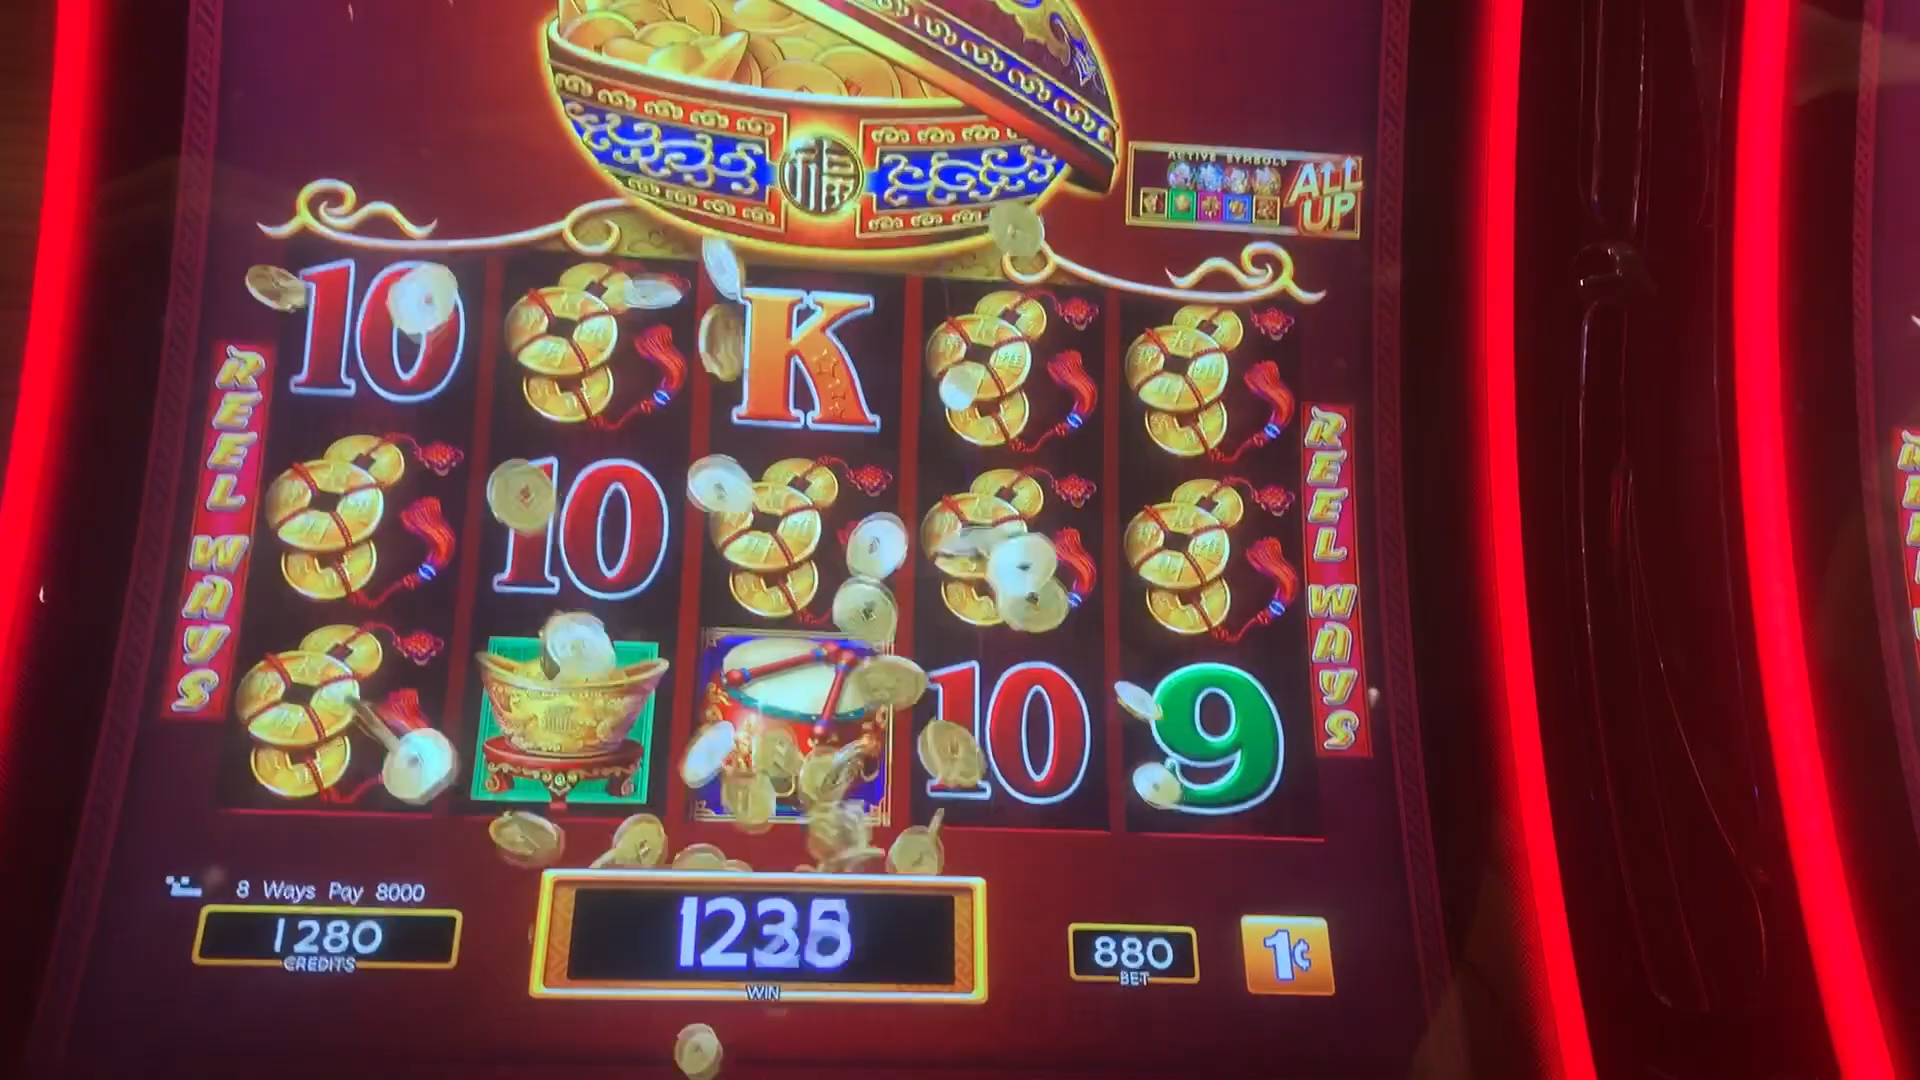 ACTIVE SYMBOLS
ALL
UP
10
K
10
10
9
REEL WAYS
REEL WAYS
8 Ways Pay 8000
1280
CREDITS
WIN
880
BET
1¢